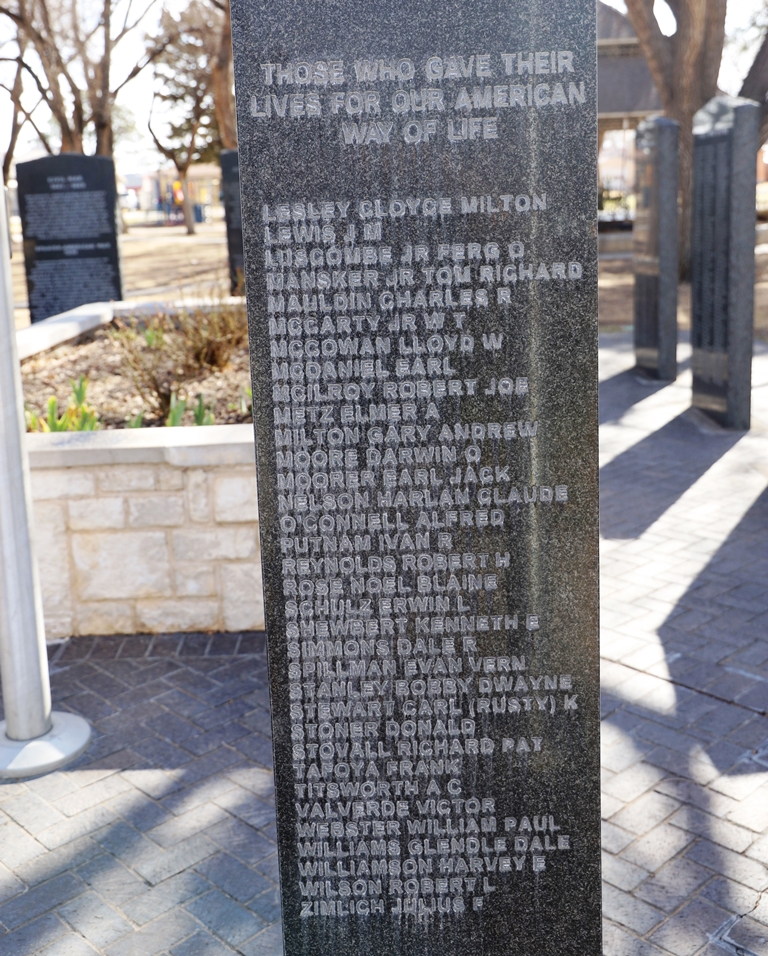 THOSE WHO GAVE THEIR
LIVES FOR OUR AMERICAN
WAY OF LIFE
LESLEY CLOYCE MILTON
LEWIS J M
LUSCOMBE JR FERG O
MANSKER JR TOM RICHARD
MAULDIN CHARLES R
MCCARTY JR W T
MCCOWAN LLOYD W
MCDANIEL EARL
MCILROY ROBERT JOE
METZ ELMER A
MILTON GARY ANDREW
MOORE DARWIN O
MOORER EARL JACK
NELSON HARLAN CLAUDE
O'CONNELL ALFRED
PUTNAM IVAN R
REYNOLDS ROBERT H
ROSE NOEL BLAINE
SCHULZ ERWIN L
SHEWBERT KENNETH E
SIMMONS DALE R
SPILLMAN EVAN VERN
STANLEY BOBBY DWAYNE
STEWART CARL (RUSTY) K
STONER DONALD
STOVALL RICHARD PAT
TAFOYA FRANK
TITSWORTH A C
VALVERDE VICTOR
WEBSTER WILLIAM PAUL
WILLIAMS GLENDLE DALE
WILLIAMSON HARVEY E
WILSON ROBERT L
ZIMLICH JULIUS F